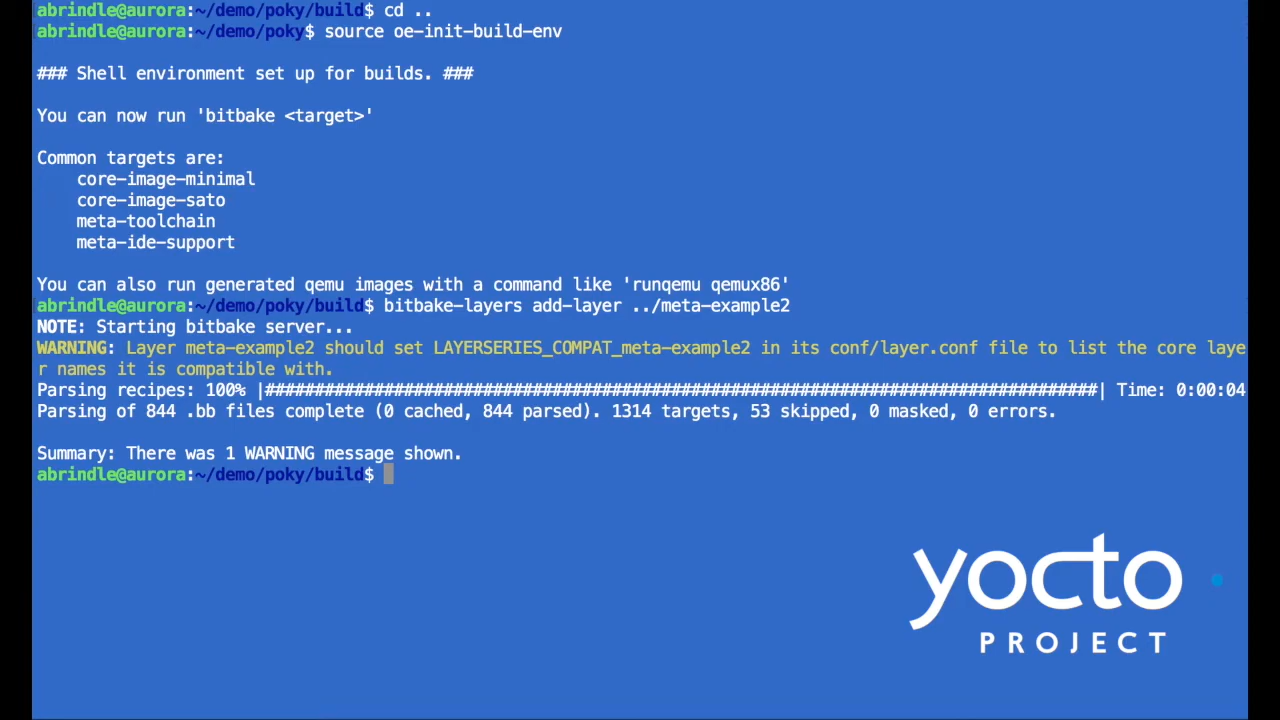 abrindle@aurora:~/demo/poky/build$ cd ..
abrindle@aurora:~/demo/poky$ source oe-init-build-env
### Shell environment set up for builds. ###
You can now run 'bitbake <target>'
Common targets are:
core-image-minimal
core-image-sato
meta-toolchain
meta-ide-support
You can also run generated qemu images with a command like 'runqemu qemux86'
abrindle@aurora:~/demo/poky/build$ bitbake-layers add-layer ../meta-example2
NOTE: Starting bitbake server...
WARNING: Layer meta-example2 should set LAYERSERIES_COMPAT_meta-example2 in its conf/layer.conf file to list the core laye
r names it is compatible with.
Parsing recipes: 100% |####################################################################################| Time: 0:00:04
Parsing of 844 .bb files complete (0 cached, 844 parsed). 1314 targets, 53 skipped, 0 masked, 0 errors.
Summary: There was 1 WARNING message shown.
abrindle@aurora:~/demo/poky/build$
yocto
PROJECT